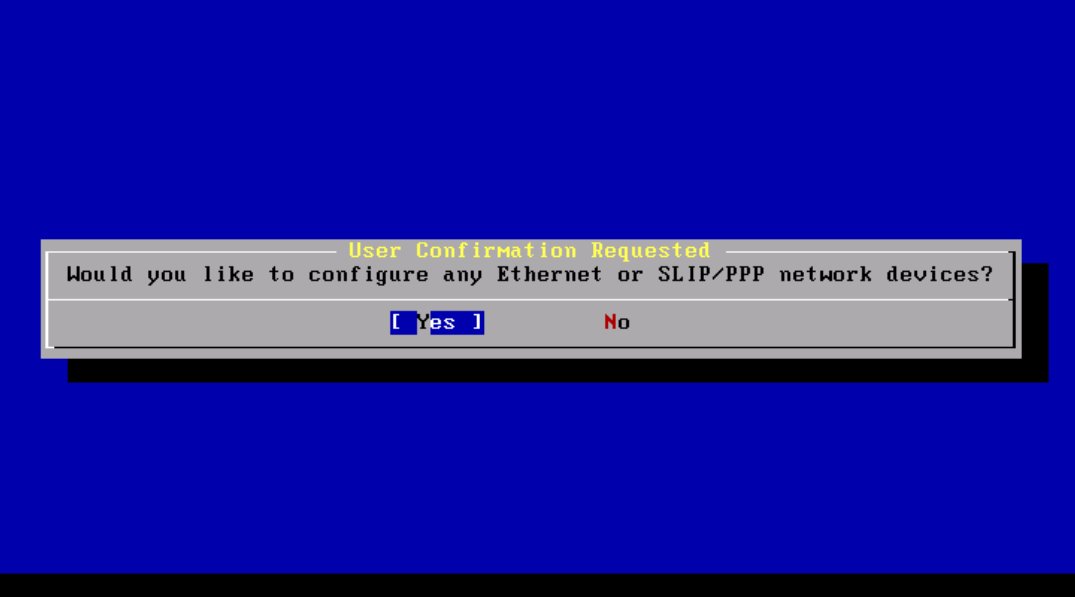 User Confirmation Requested
Would you like to configure any Ethernet or SLIP/PPP network devices?
[ Yes ] No